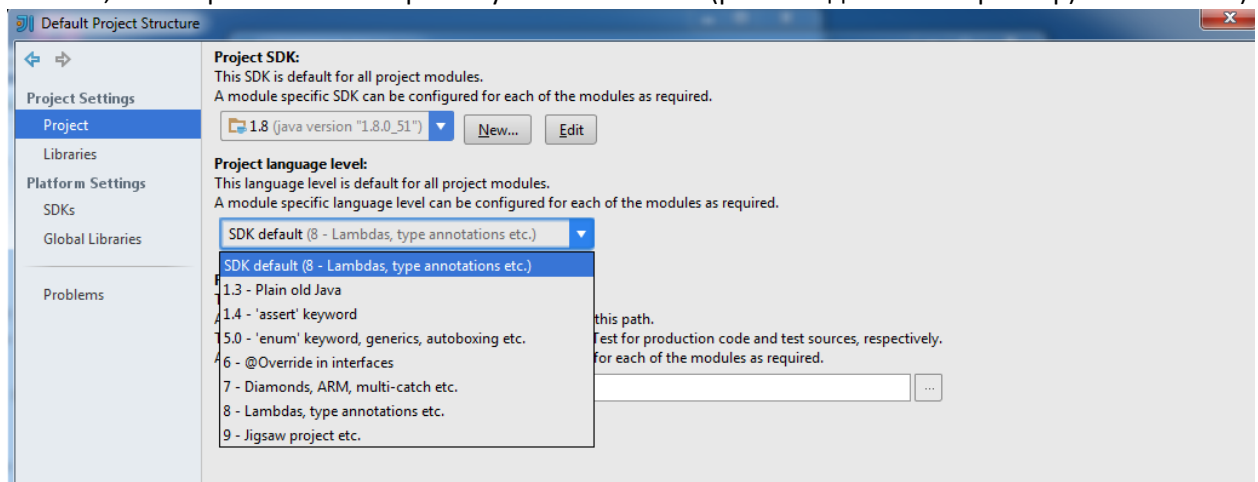 Default Project Structure
Project Settings
Project
Libraries
Platform Settings
SDKs
Global Libraries
Problems
Project SDK:
This SDK is default for all project modules.
A module specific SDK can be configured for each of the modules as required.
1.8 (java version "1.8.0_51")
New...
Edit
Project language level:
This language level is default for all project modules.
A module specific language level can be configured for each of the modules as required.
SDK default (8 - Lambdas, type annotations etc.)
SDK default (8 - Lambdas, type annotations etc.)
1.3 - Plain old Java
1.4 - 'assert' keyword
this path.
5.0 - 'enum' keyword, generics, autoboxing etc.
Test for production code and test sources, respectively.
6 - @Override in interfaces
for each of the modules as required.
7 - Diamonds, ARM, multi-catch etc.
...
8 - Lambdas, type annotations etc.
9 - Jigsaw project etc.